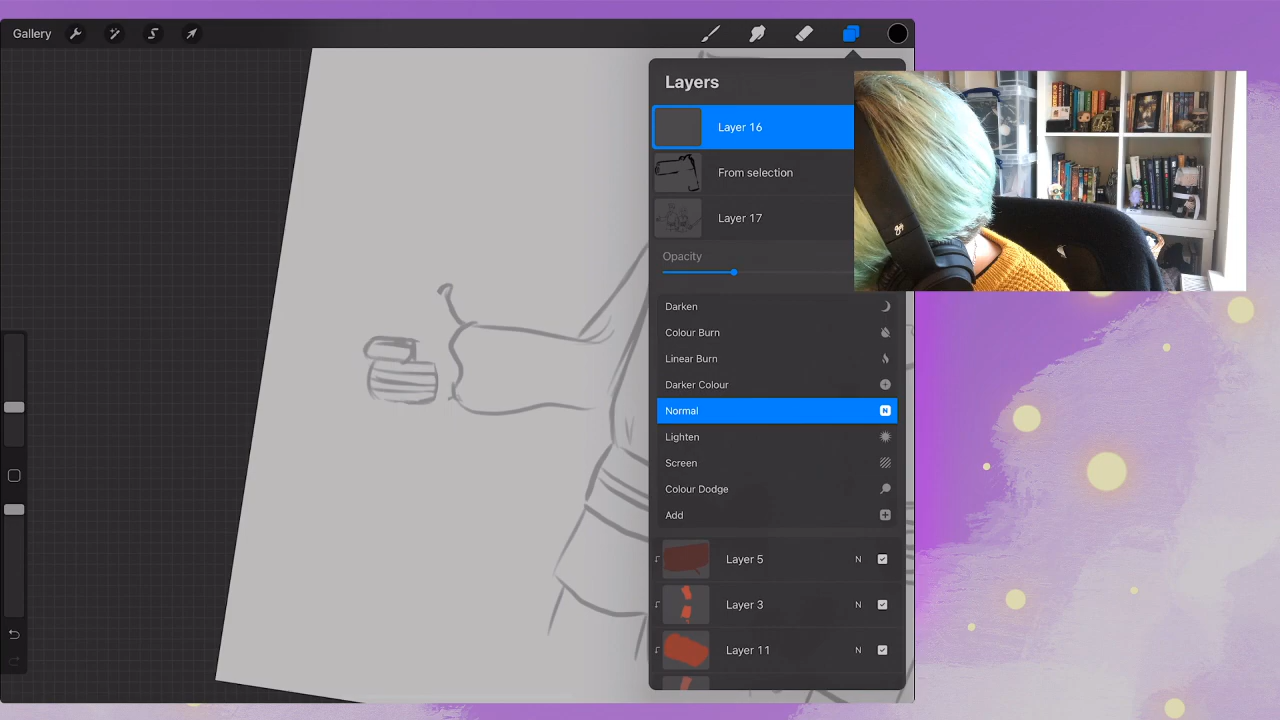 Gallery
Layers
Layer 16
From selection
Layer 17
Opacity
Darken
Colour Burn
Linear Burn
Darker Colour
Normal N
Lighten
Screen
Colour Dodge
Add
Layer 5 N
Layer 3 N
Layer 11 N